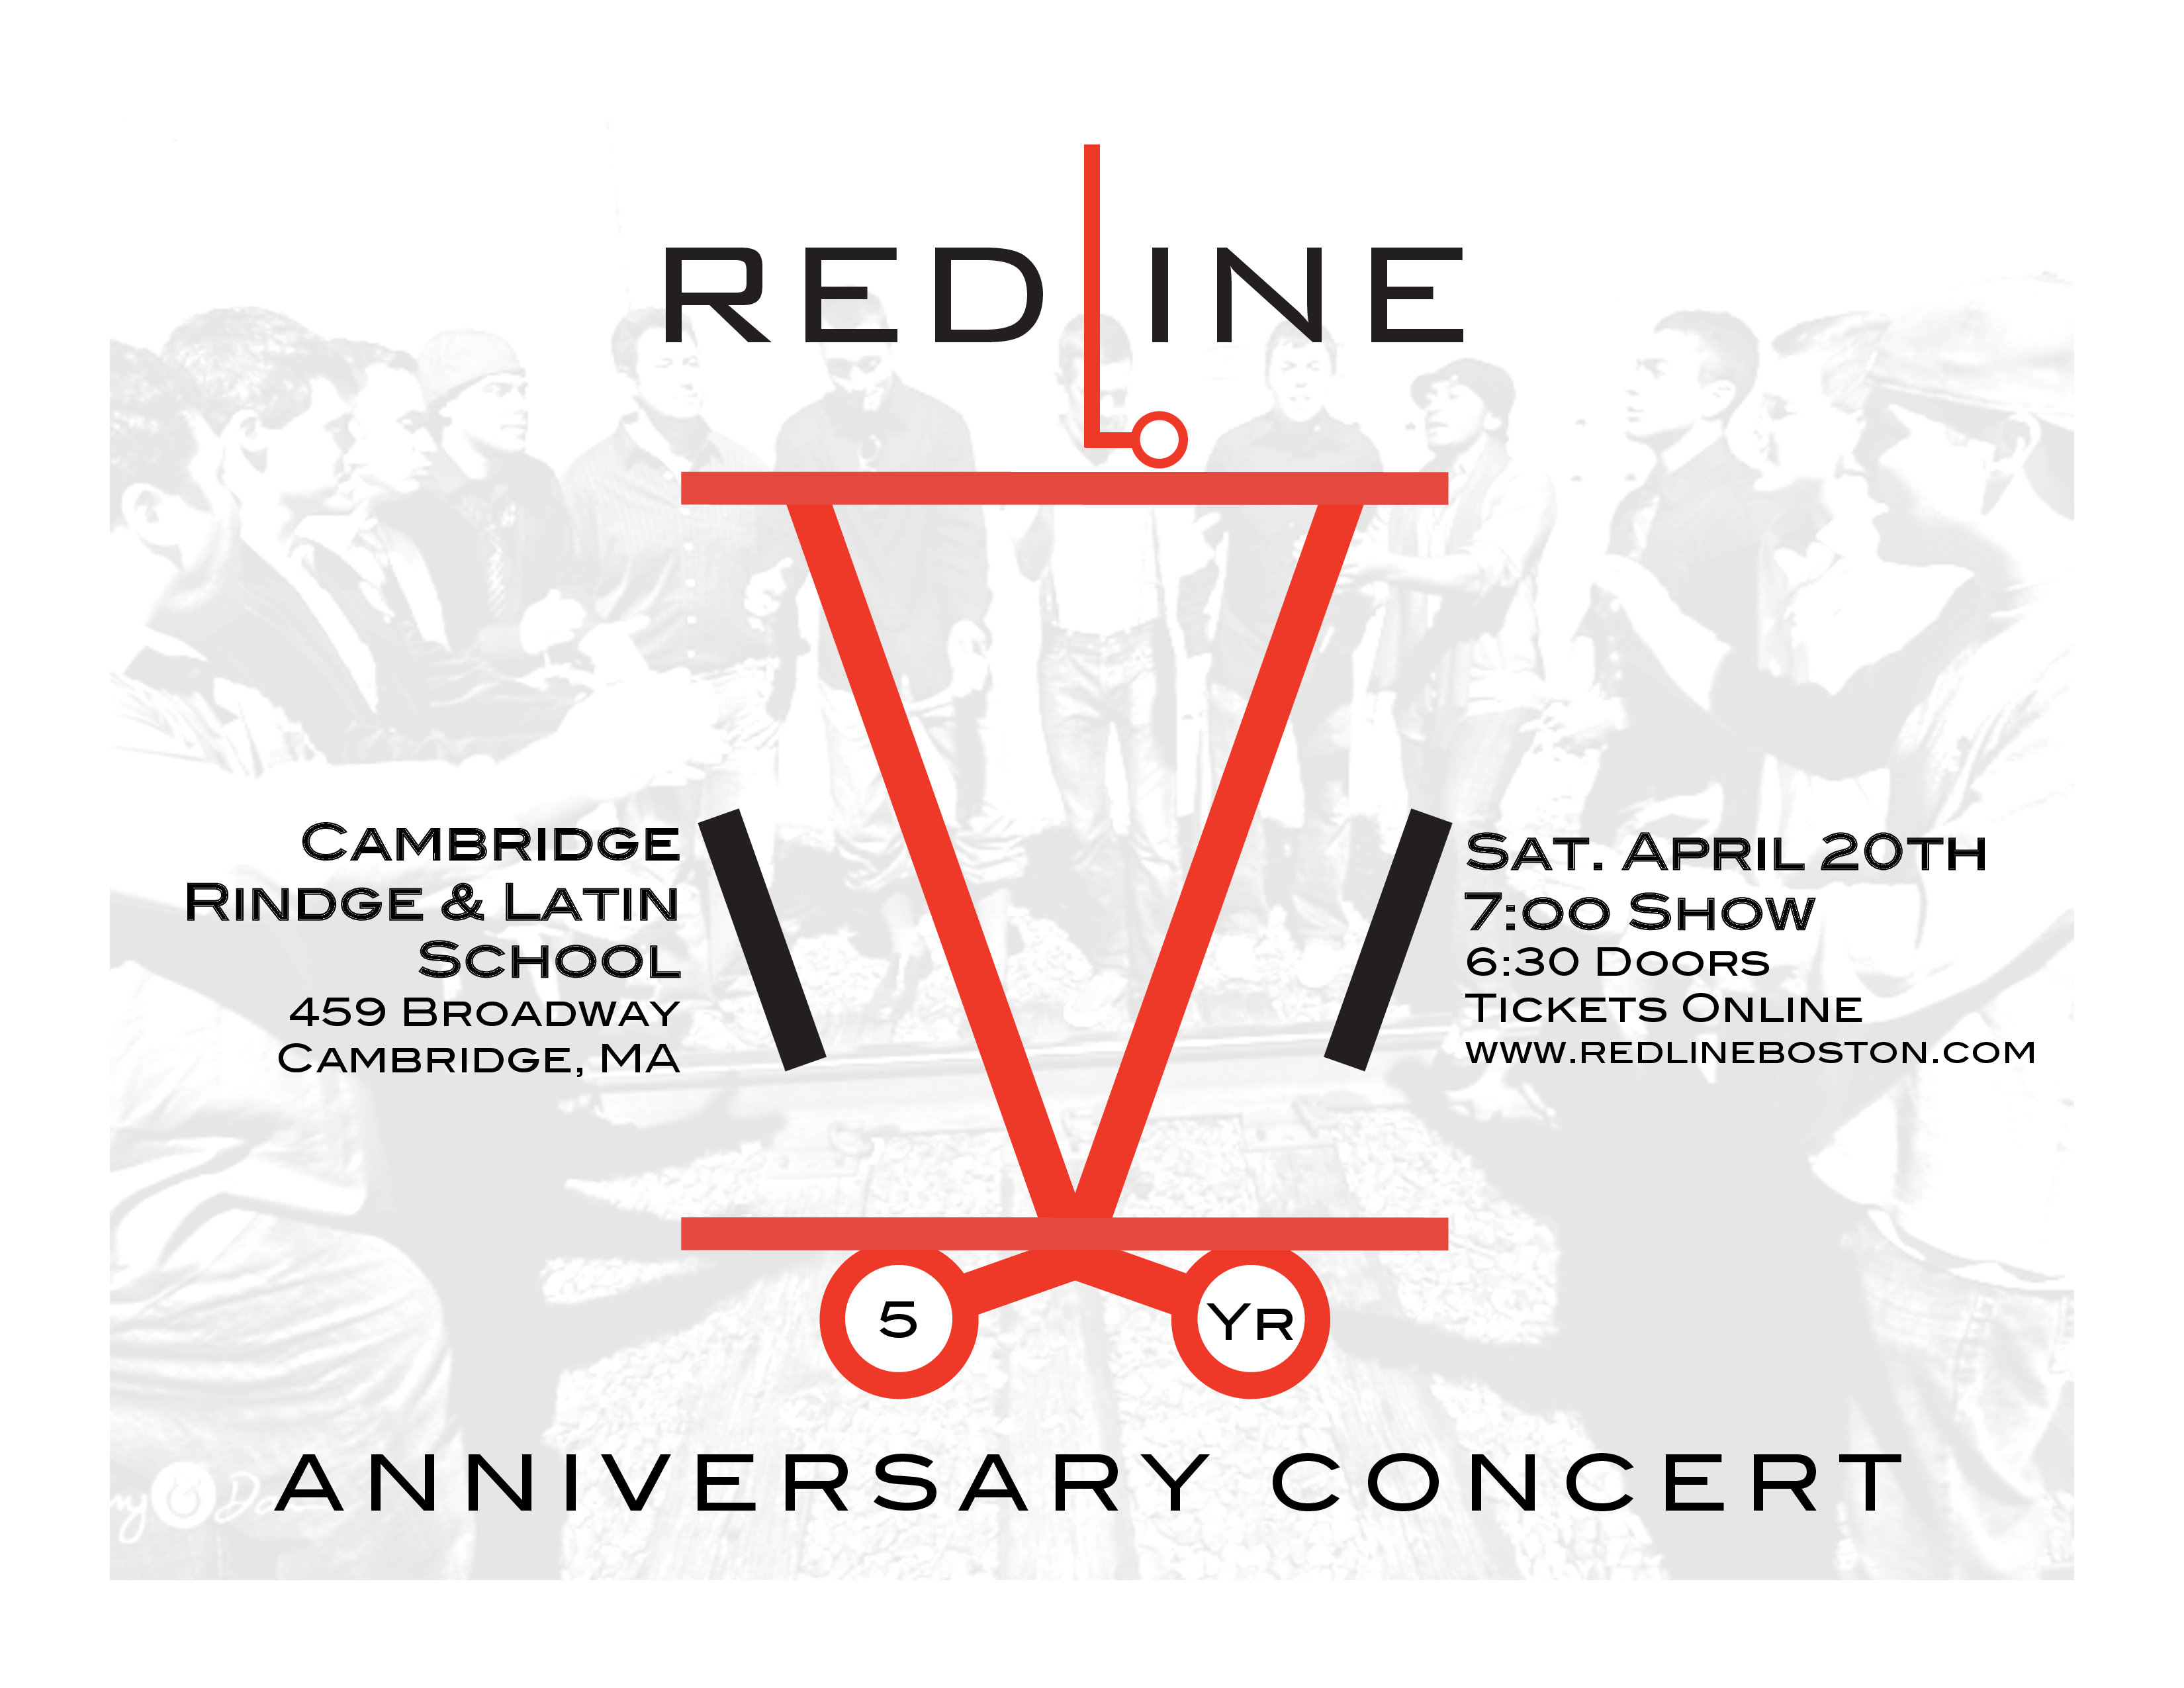 REDLINE
CAMBRIDGE
RINDGE & LATIN
SCHOOL
459 BROADWAY
CAMBRIDGE, MA
SAT. APRIL 20TH
7:00 SHOW
6:30 DOORS
TICKETS ONLINE
WWW.REDLINEBOSTON.COM
5 YR
ANNIVERSARY CONCERT